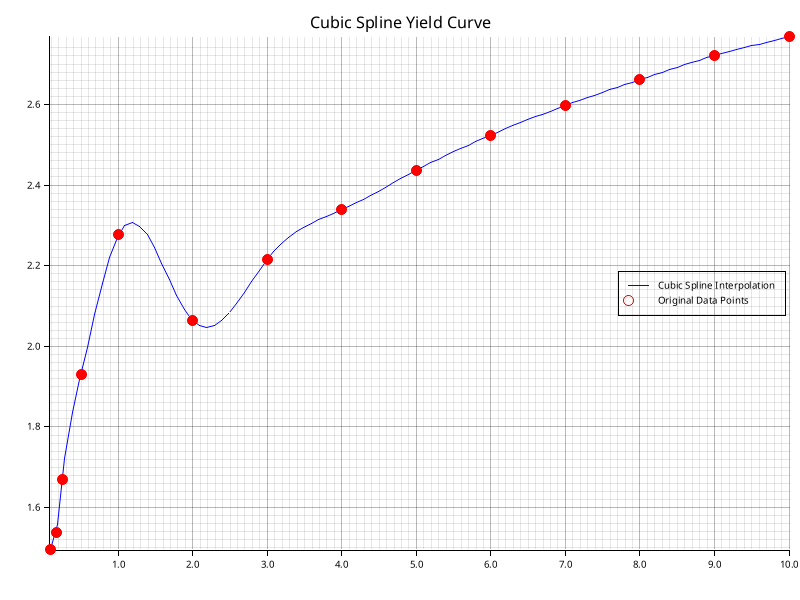 Cubic Spline Yield Curve
2.6
2.4
2.2
2.0
1.8
1.6
Cubic Spline Interpolation
Original Data Points
1.0 2.0 3.0 4.0 5.0 6.0 7.0 8.0 9.0 10.0